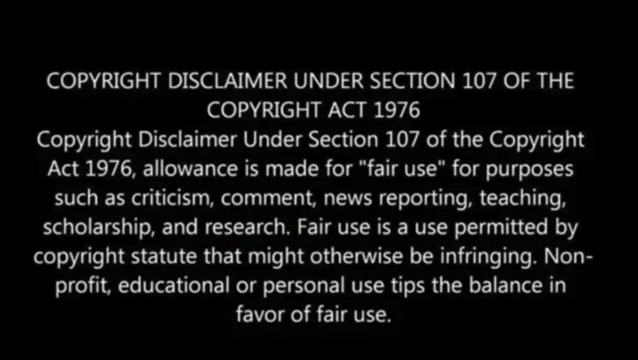 COPYRIGHT DISCLAIMER UNDER SECTION 107 OF THE
COPYRIGHT ACT 1976
Copyright Disclaimer Under Section 107 of the Copyright
Act 1976, allowance is made for "fair use" for purposes
such as criticism, comment, news reporting, teaching,
scholarship, and research. Fair use is a use permitted by
copyright statute that might otherwise be infringing. Non-
profit, educational or personal use tips the balance in
favor of fair use.